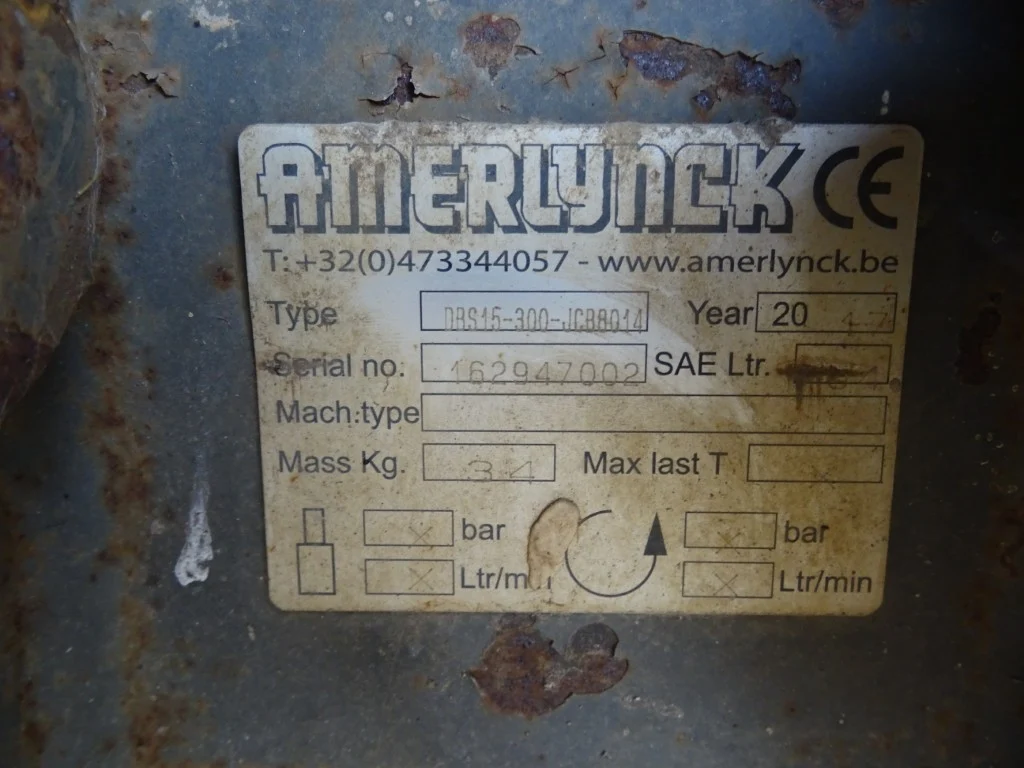 AMERLYNCK CE
T: +32(0)473344057 - www.amerlynck.be
Type DBS15-300-JCB8014 Year 20 17
Serial no. 162947002 SAE Ltr.
Mach.type
Mass Kg. 34 Max last T X
X bar X bar
X Ltr/m X Ltr/min